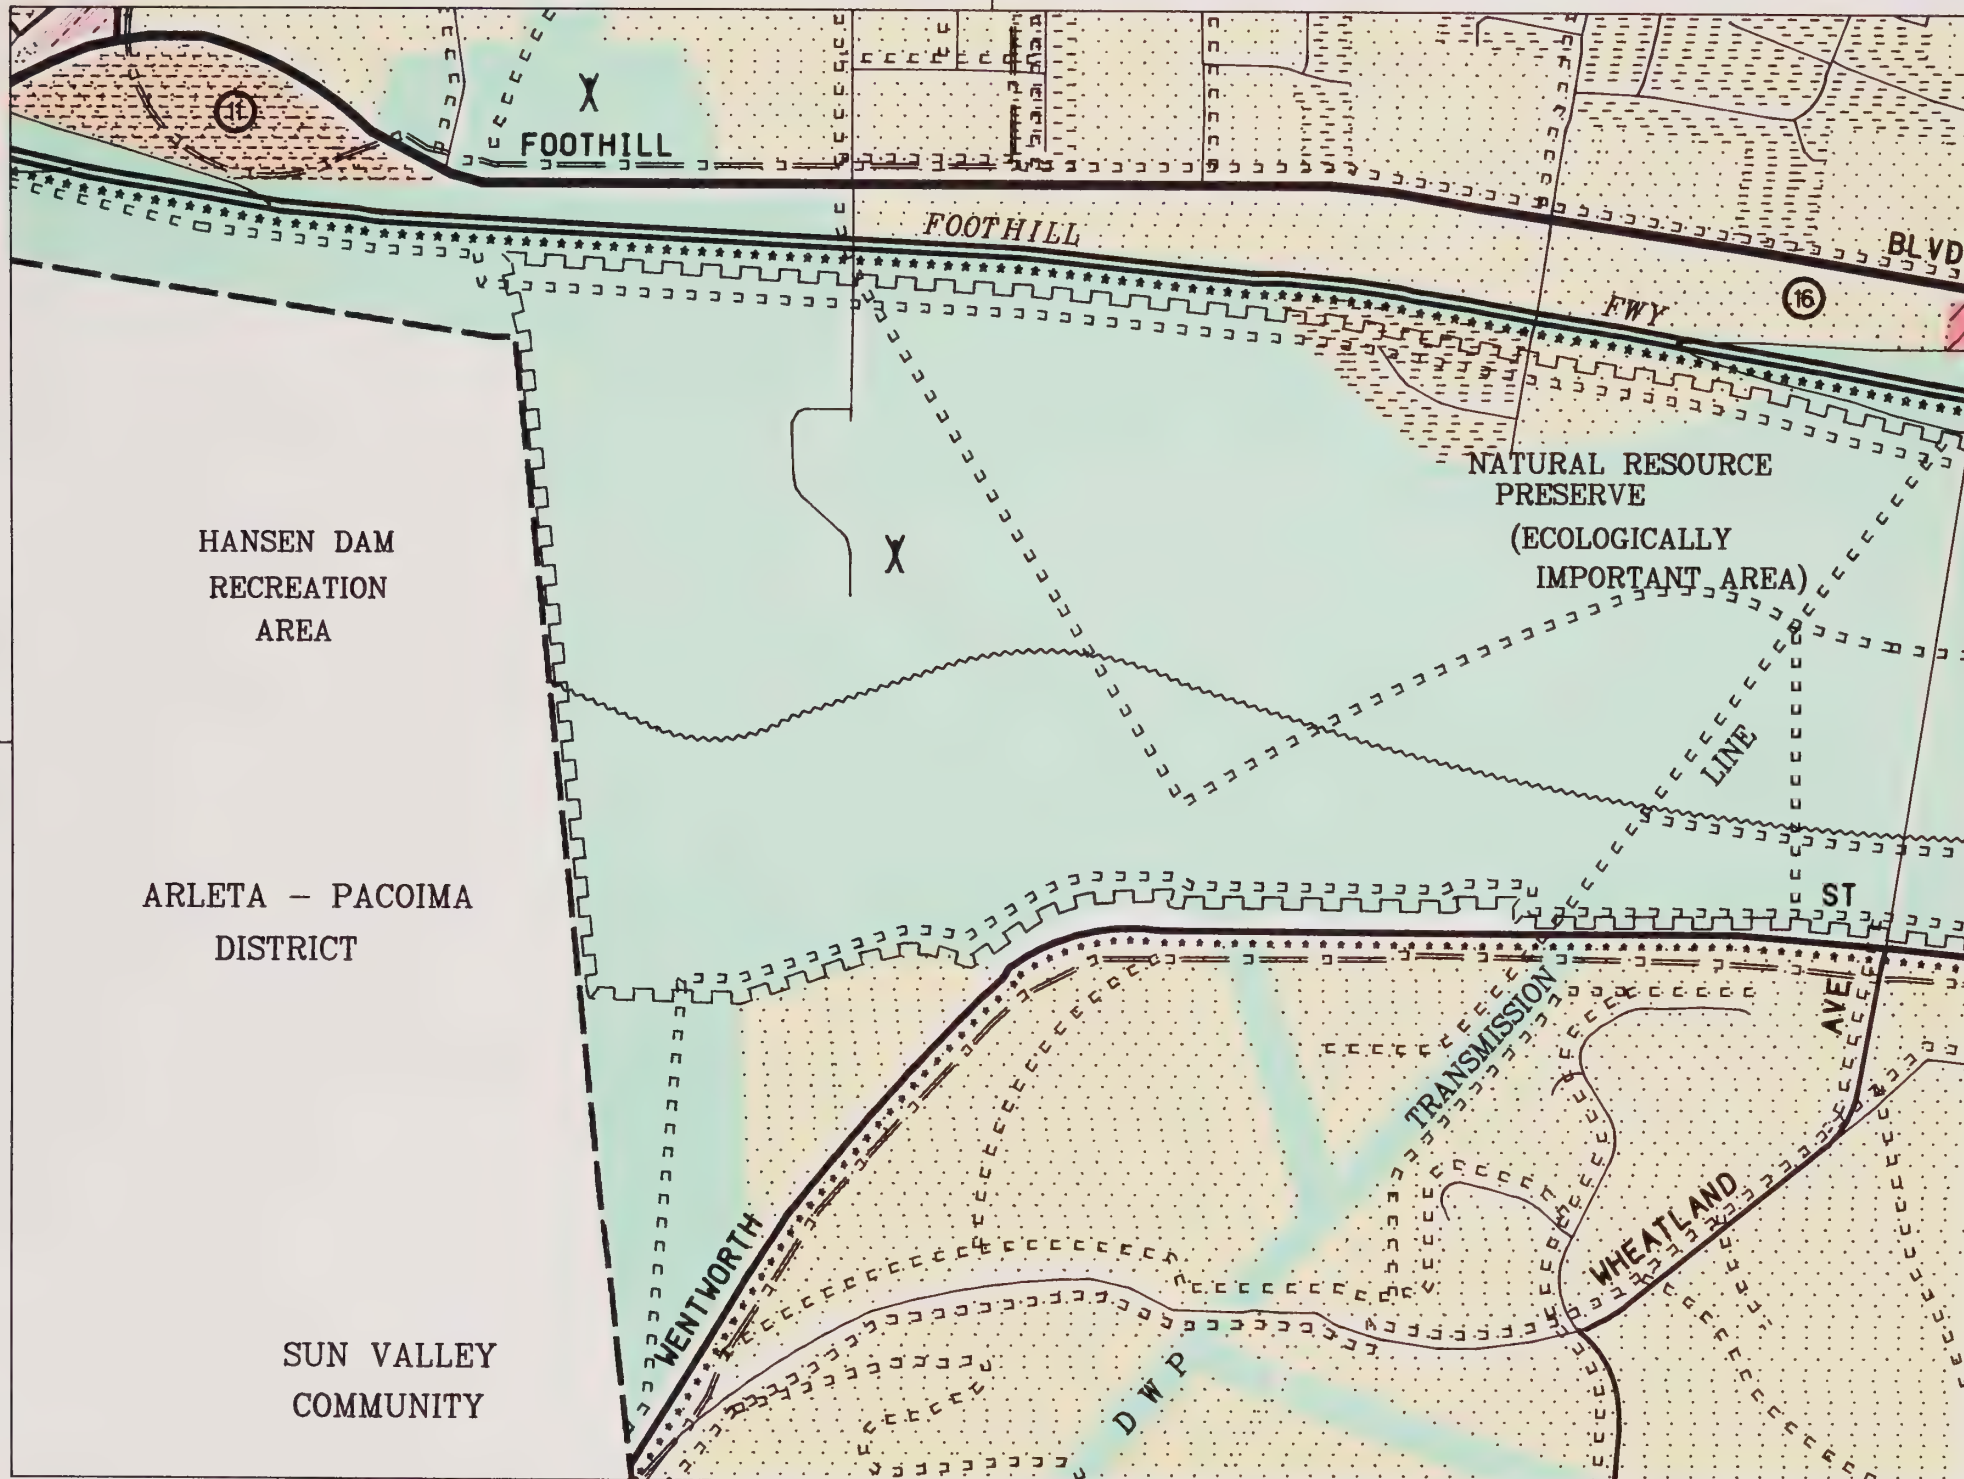 11
FOOTHILL
FOOTHILL
FWY
BLVD
16
NATURAL RESOURCE
PRESERVE
(ECOLOGICALLY
IMPORTANT AREA)
HANSEN DAM
RECREATION
AREA
LINE
ARLETA – PACOIMA
DISTRICT
ST
AVE
TRANSMISSION
WHEATLAND
WENTWORTH
SUN VALLEY
COMMUNITY
DWP